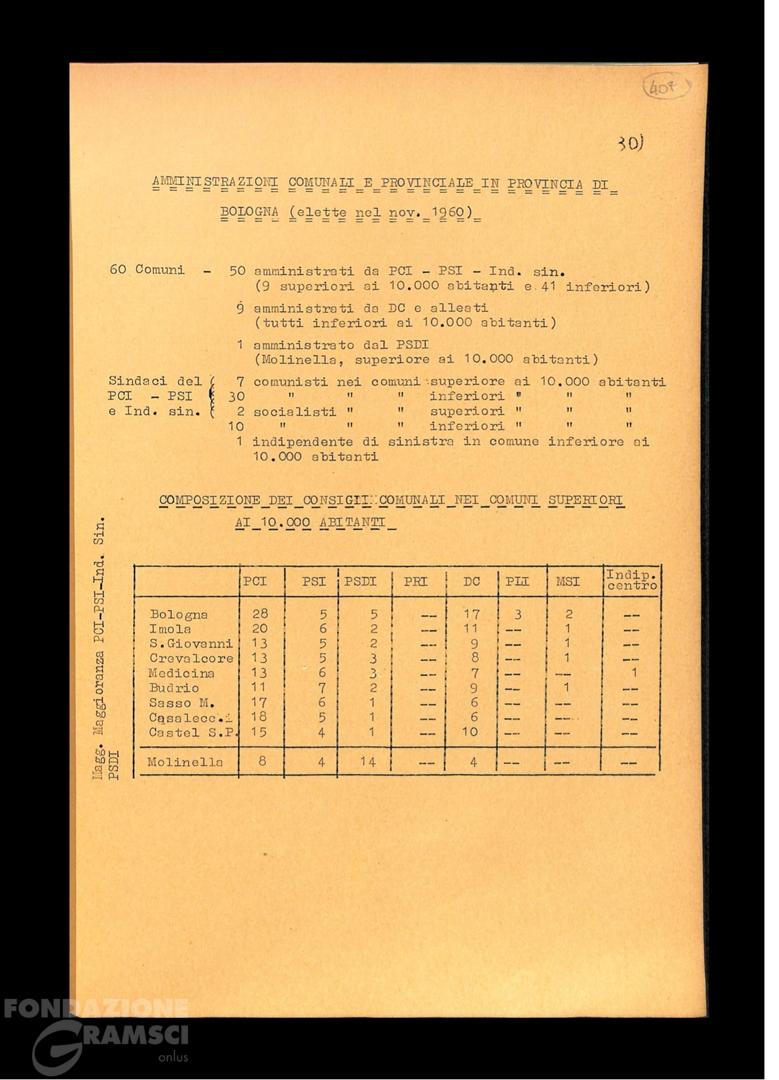 407
30)
AMMINISTRAZIONI COMUNALI E PROVINCIALE IN PROVINCIA DI
BOLOGNA (elette nel nov. 1960)
60 Comuni - 50 amministrati da PCI - PSI - Ind. sin.
(9 superiori ai 10.000 abitanti e 41 inferiori)
9 amministrati da DC e alleati
(tutti inferiori ai 10.000 abitanti)
1 amministrato dal PSDI
(Molinella, superiore ai 10.000 abitanti)
Sindaci del ( 7 comunisti nei comuni superiore ai 10.000 abitanti
PCI - PSI ( 30 " " " inferiori " " "
e Ind. sin. ( 2 socialisti " " superiori " " "
10 " " " inferiori " " "
1 indipendente di sinistra in comune inferiore ai
10.000 abitanti
COMPOSIZIONE DEI CONSIGLI COMUNALI NEI COMUNI SUPERIORI
AI 10.000 ABITANTI
Magg. Maggioranza PCI-PSI-Ind. Sin.
PSDI
PCI PSI PSDI PRI DC PLI MSI Indip. centro
Bologna 28 5 5 -- 17 3 2 --
Imola 20 6 2 -- 11 -- 1 --
S.Giovanni 13 5 2 -- 9 -- 1 --
Crevalcore 13 5 3 -- 8 -- 1 --
Medicina 13 6 3 -- 7 -- -- 1
Budrio 11 7 2 -- 9 -- 1 --
Sasso M. 17 6 1 -- 6 -- -- --
Casalecc.i 18 5 1 -- 6 -- -- --
Castel S.P. 15 4 1 -- 10 -- -- --
Molinella 8 4 14 -- 4 -- -- --
FONDAZIONE
GRAMSCI
onlus